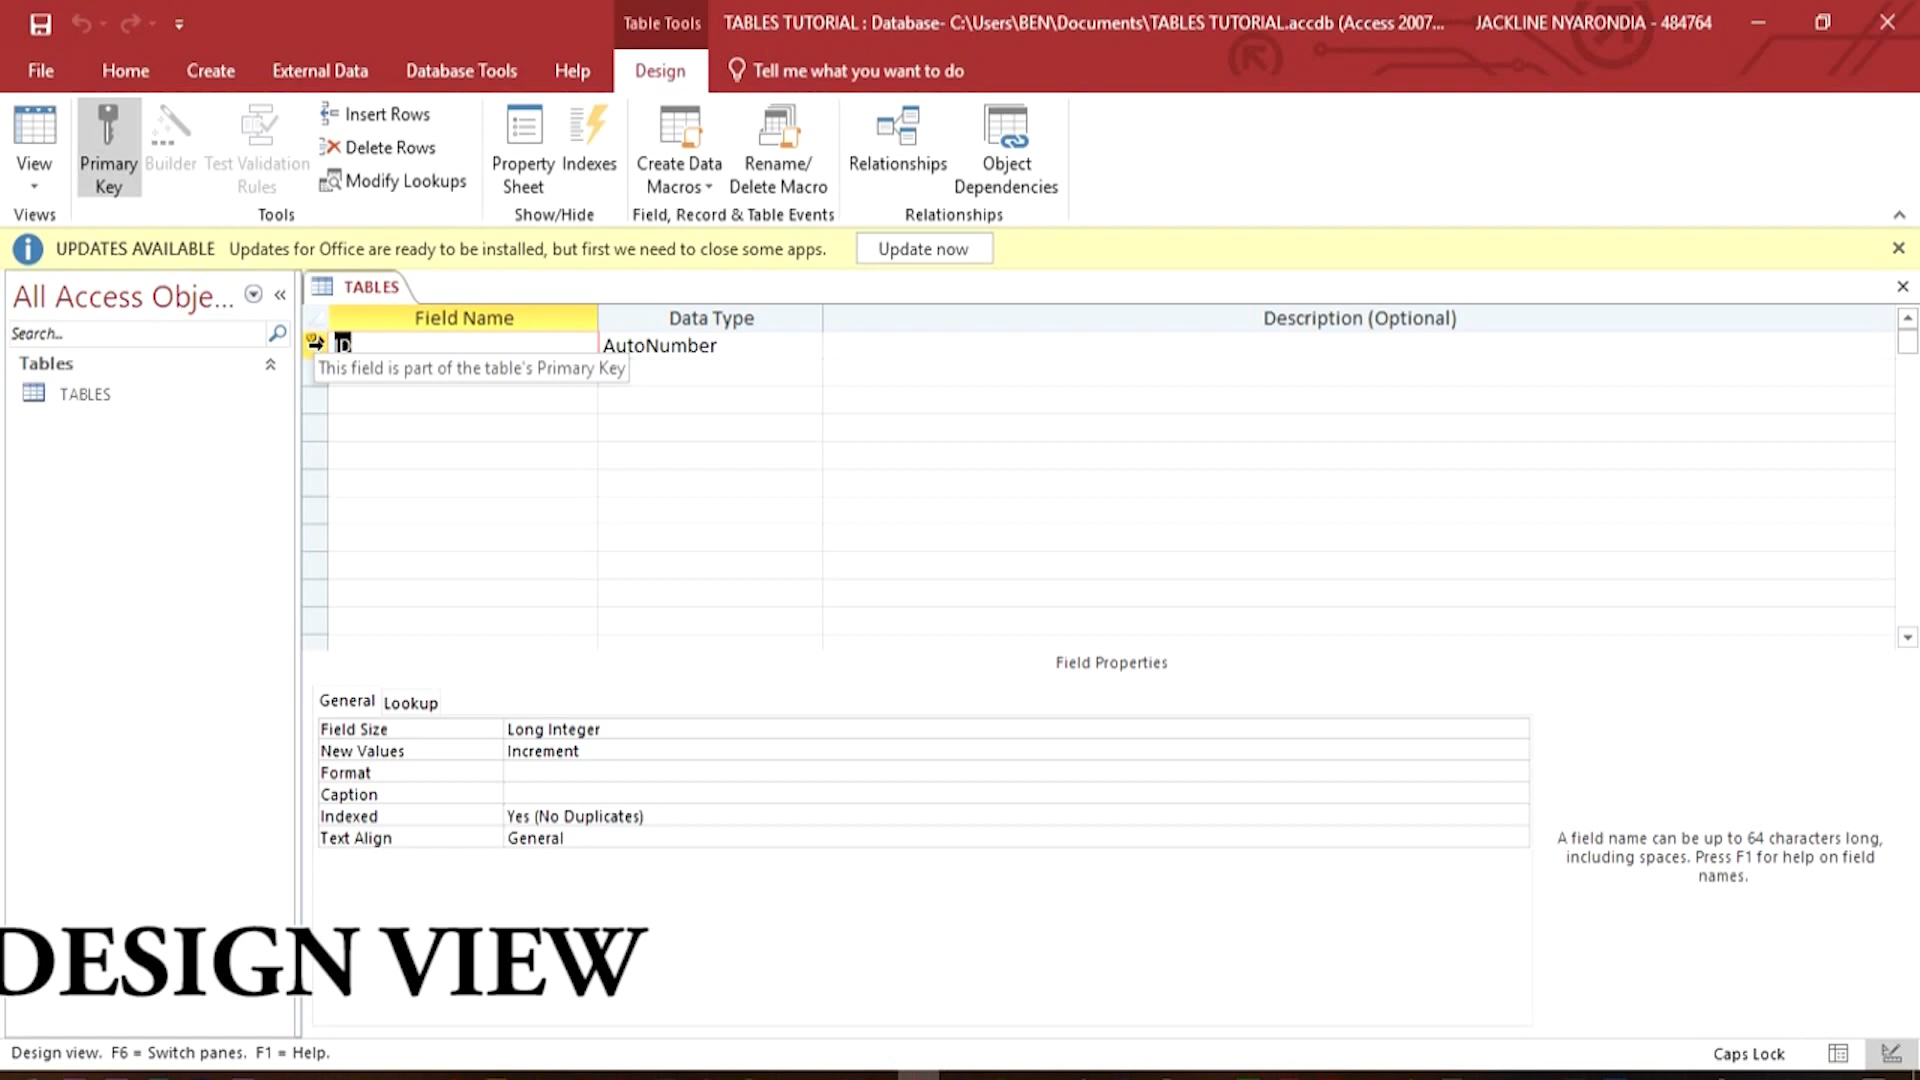 Table Tools
TABLES TUTORIAL : Database- C:\Users\BEN\Documents\TABLES TUTORIAL.accdb (Access 2007...
JACKLINE NYARONDIA - 484764
File
Home
Create
External Data
Database Tools
Help
Design
Tell me what you want to do
View
Primary
Key
Builder
Test Validation
Rules
Insert Rows
Delete Rows
Modify Lookups
Property
Sheet
Indexes
Create Data
Macros
Rename/
Delete Macro
Relationships
Object
Dependencies
Views
Tools
Show/Hide
Field, Record & Table Events
Relationships
UPDATES AVAILABLE
Updates for Office are ready to be installed, but first we need to close some apps.
Update now
All Access Obje...
Search...
Tables
TABLES
TABLES
Field Name
Data Type
Description (Optional)
ID
AutoNumber
This field is part of the table's Primary Key
Field Properties
General
Lookup
Field Size
Long Integer
New Values
Increment
Format
Caption
Indexed
Yes (No Duplicates)
Text Align
General
A field name can be up to 64 characters long,
including spaces. Press F1 for help on field
names.
DESIGN VIEW
Design view. F6 = Switch panes. F1 = Help.
Caps Lock